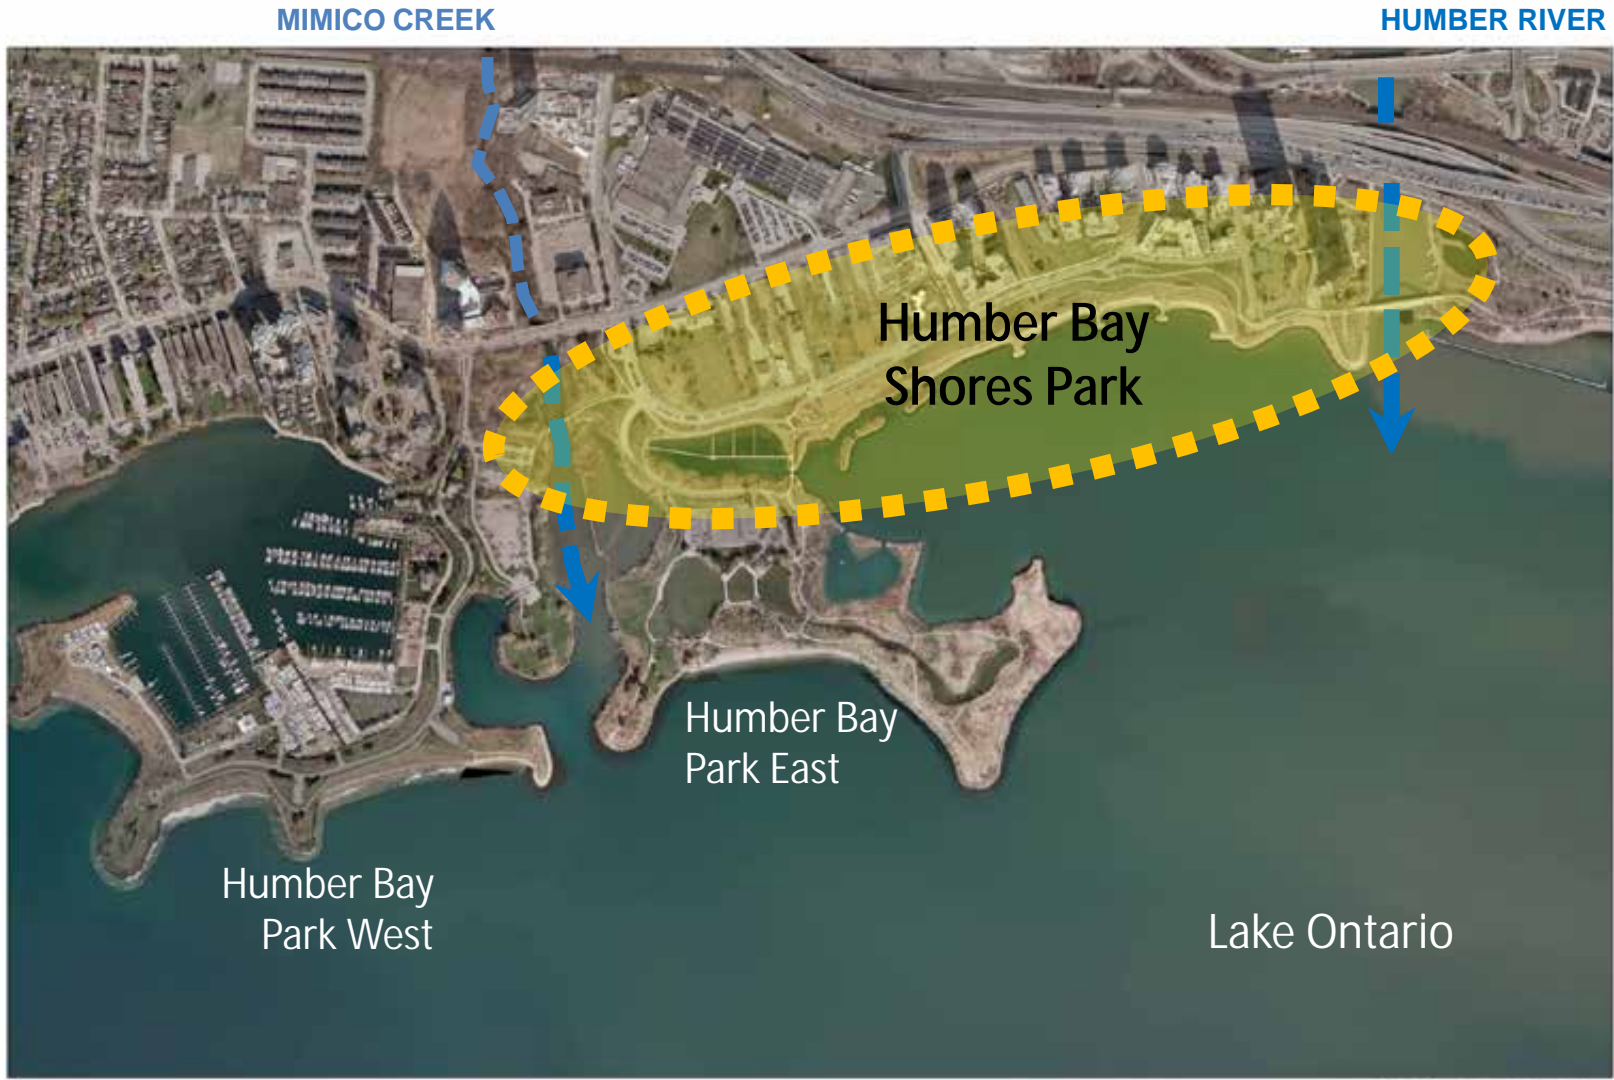 MIMICO CREEK
HUMBER RIVER
Humber Bay
Shores Park
Humber Bay
Park East
Humber Bay
Park West
Lake Ontario